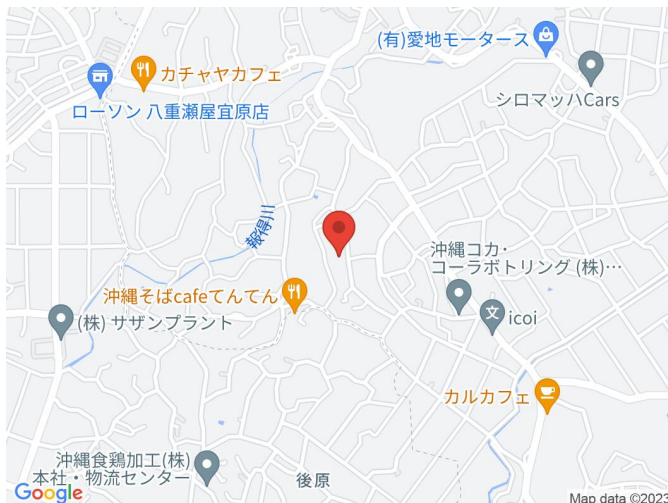 (有)愛地モータース
カチャヤカフェ
シロマッハCars
ローソン 八重瀬屋宜原店
報得川
沖縄コカ・
コーラボトリング (株)…
沖縄そばcafeてんてん
(株) サザンプラント
文
icoi
カルカフェ
沖縄食鶏加工(株)
本社・物流センター
後原
Google
Map data ©2023